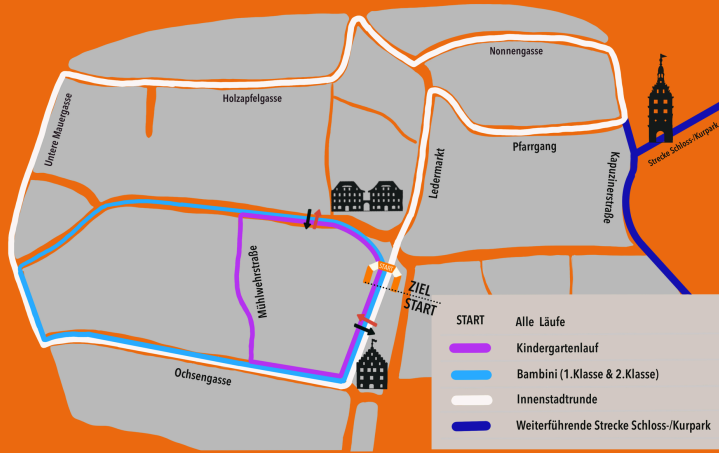 Nonnengasse
Holzapfelgasse
Untere Mauergasse
Ledermarkt
Pfarrgang
Strecke Schloss-/Kurpark
Kapuzinerstraße
Mühlwehrstraße
START
ZIEL
START
Ochsengasse
START Alle Läufe
Kindergartenlauf
Bambini (1.Klasse & 2.Klasse)
Innenstadtrunde
Weiterführende Strecke Schloss-/Kurpark